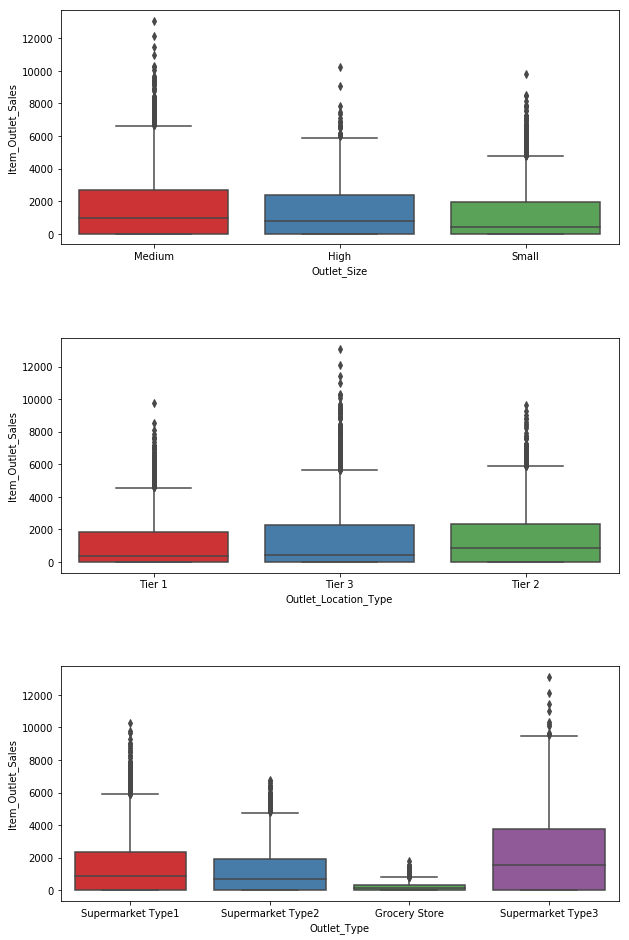 12000
10000
8000
6000
4000
2000
0
Item_Outlet_Sales
Medium High Small
Outlet_Size
12000
10000
8000
6000
4000
2000
0
Item_Outlet_Sales
Tier 1 Tier 3 Tier 2
Outlet_Location_Type
12000
10000
8000
6000
4000
2000
0
Item_Outlet_Sales
Supermarket Type1 Supermarket Type2 Grocery Store Supermarket Type3
Outlet_Type